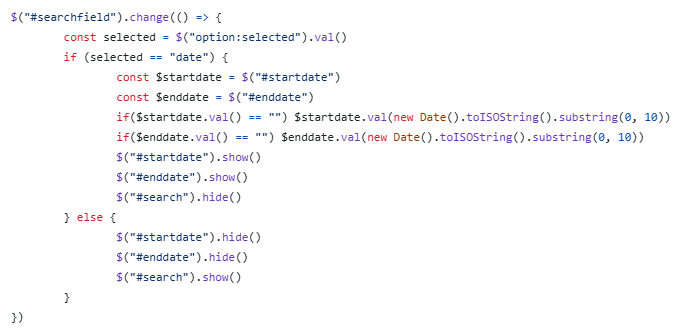 $("#searchfield").change(() => {
        const selected = $("option:selected").val()
        if (selected == "date") {
                const $startdate = $("#startdate")
                const $enddate = $("#enddate")
                if($startdate.val() == "") $startdate.val(new Date().toISOString().substring(0, 10))
                if($enddate.val() == "") $enddate.val(new Date().toISOString().substring(0, 10))
                $("#startdate").show()
                $("#enddate").show()
                $("#search").hide()
        } else {
                $("#startdate").hide()
                $("#enddate").hide()
                $("#search").show()
        }
})